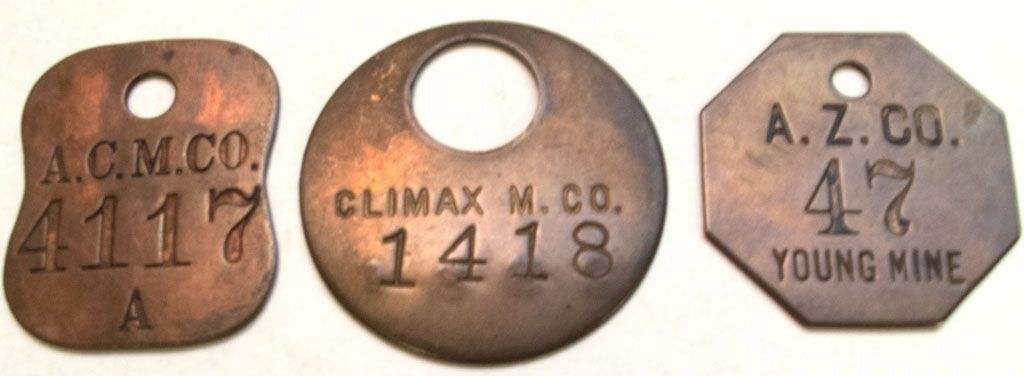 A.C.M.CO.
4117
A
CLIMAX M. CO.
1418
A. Z. CO.
47
YOUNG MINE